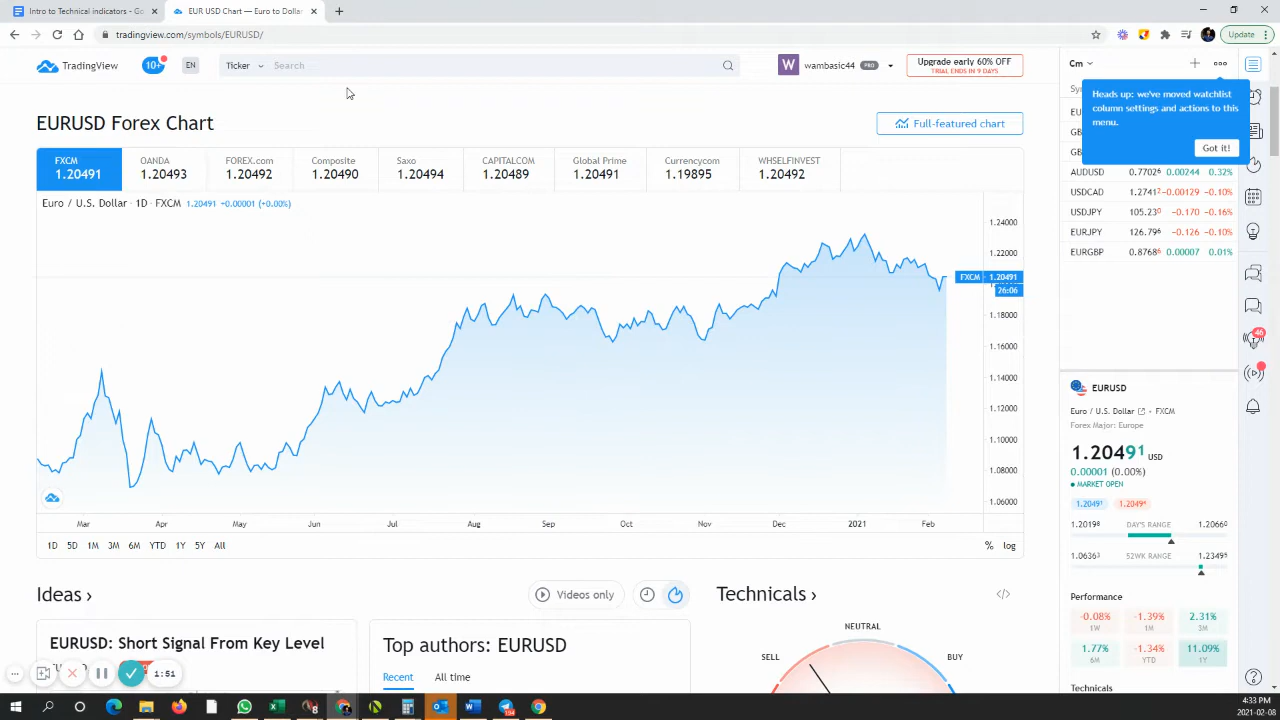 Intro to Technical indicators - Go
EUR USD Chart — Euro to Dollar
tradingview.com/symbols/EURUSD/
Update
TradingView
10+
EN
Ticker
Search
W
wambasic44
PRO
Upgrade early 60% OFF
TRIAL ENDS IN 9 DAYS
Cm
Heads up: we've moved watchlist
column settings and actions to this
menu.
Got it!
EURUSD Forex Chart
Full-featured chart
FXCM
1.20491
OANDA
1.20493
FOREX.com
1.20492
Composite
1.20490
Saxo
1.20494
CAPITALCOM
1.20489
Global Prime
1.20491
Currencycom
1.19895
WHSELFINVEST
1.20492
Euro / U.S. Dollar · 1D · FXCM 1.20491 +0.00001 (+0.00%)
1.24000
1.22000
FXCM 1.20491
26:06
1.18000
1.16000
1.14000
1.12000
1.10000
1.08000
1.06000
Mar Apr May Jun Jul Aug Sep Oct Nov Dec 2021 Feb
1D 5D 1M 3M 6M YTD 1Y 5Y All
% log
AUDUSD 0.77026 0.00244 0.32%
USDCAD 1.27412 -0.00129 -0.10%
USDJPY 105.230 -0.170 -0.16%
EURJPY 126.796 -0.126 -0.10%
EURGBP 0.87686 0.00007 0.01%
46
EURUSD
Euro / U.S. Dollar • FXCM
Forex Major: Europe
1.20491 USD
0.00001 (0.00%)
MARKET OPEN
1.20491 1.20494
1.20198 DAY'S RANGE 1.20660
1.06363 52WK RANGE 1.23496
Performance
-0.08% -1.39% 2.31%
1W 1M 3M
1.77% -1.34% 11.09%
6M YTD 1Y
Technicals
Ideas ›
Videos only
Technicals ›
</>
EURUSD: Short Signal From Key Level
Top authors: EURUSD
Recent All time
NEUTRAL
SELL
BUY
1:51
194
4:33 PM
2021-02-08